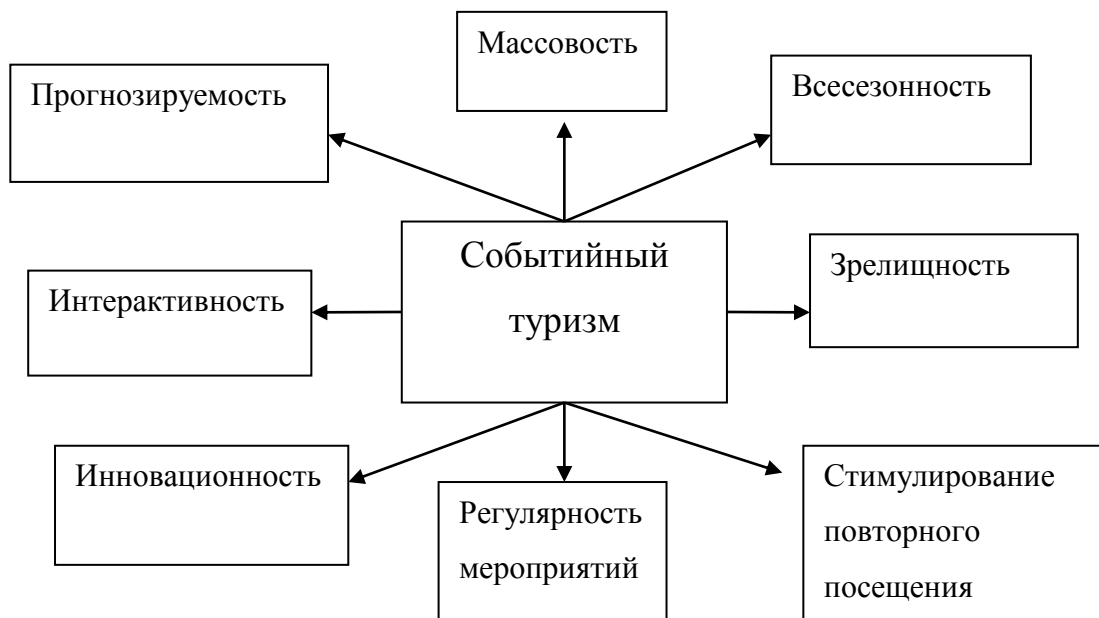 Массовость
Прогнозируемость
Всесезонность
Событийный
туризм
Зрелищность
Интерактивность
Инновационность
Регулярность
мероприятий
Стимулирование
повторного
посещения